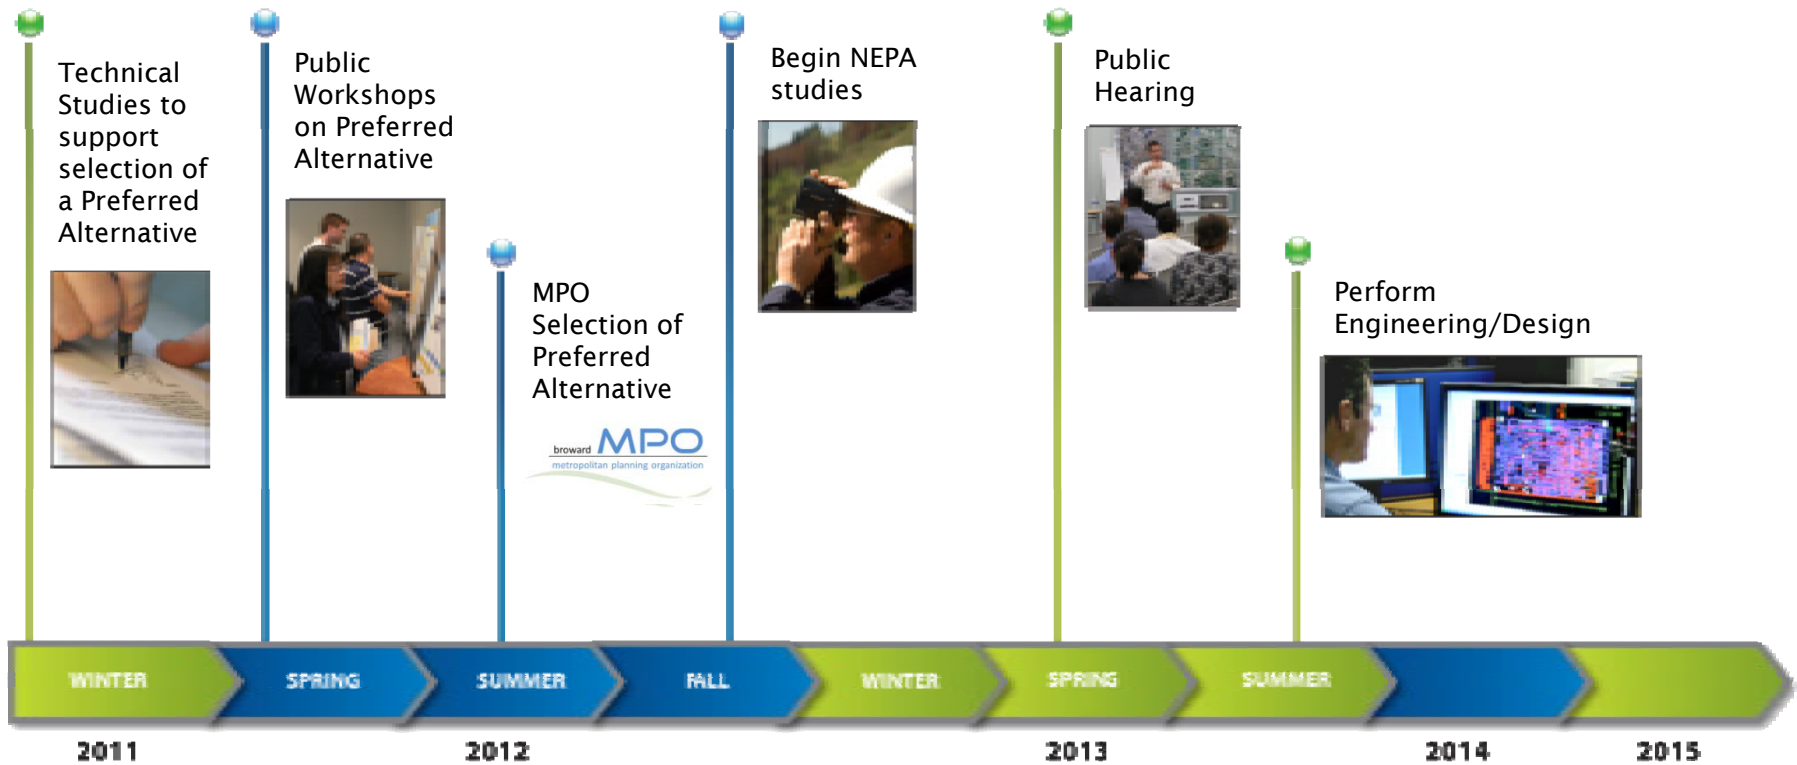 Technical
Studies to
support
selection of
a Preferred
Alternative
Public
Workshops
on Preferred
Alternative
MPO
Selection of
Preferred
Alternative
broward MPO
metropolitan planning organization
Begin NEPA
studies
Public
Hearing
Perform
Engineering/Design
WINTER
SPRING
SUMMER
FALL
WINTER
SPRING
SUMMER
2011
2012
2013
2014
2015